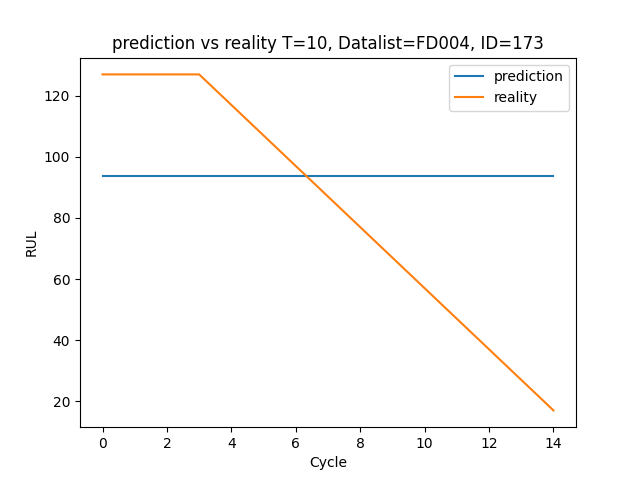 prediction vs reality T=10, Datalist=FD004, ID=173
prediction
reality
RUL
120
100
80
60
40
20
0 2 4 6 8 10 12 14
Cycle